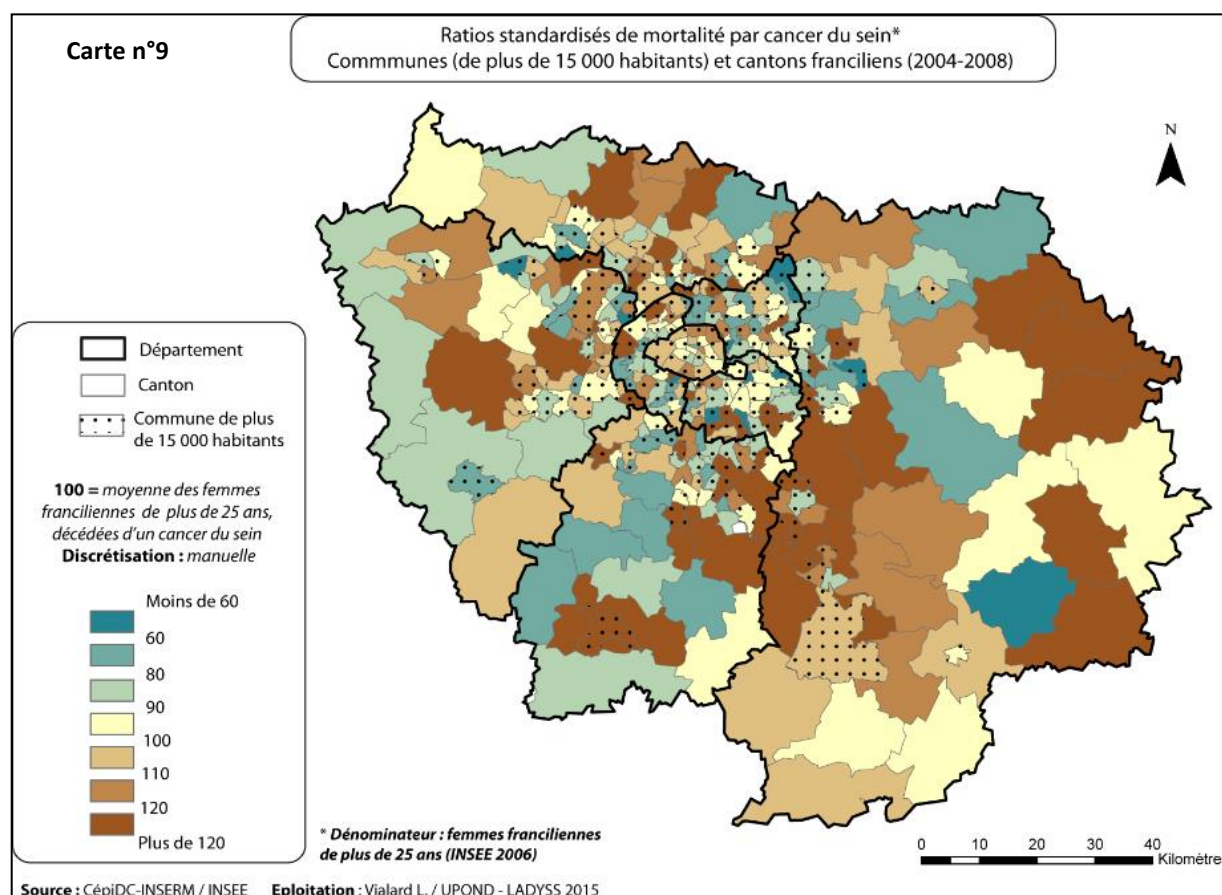 Carte n°9
Ratios standardisés de mortalité par cancer du sein*
Commmunes (de plus de 15 000 habitants) et cantons franciliens (2004-2008)
N
Département
Canton
Commune de plus
de 15 000 habitants
100 = moyenne des femmes
franciliennes de plus de 25 ans,
décédées d'un cancer du sein
Discrétisation : manuelle
Moins de 60
60
80
90
100
110
120
Plus de 120
* Dénominateur : femmes franciliennes
de plus de 25 ans (INSEE 2006)
0 5 10 20 30 40
Kilomètres
Source : CépiDC-INSERM / INSEE Eploitation : Vialard L. / UPOND - LADYSS 2015